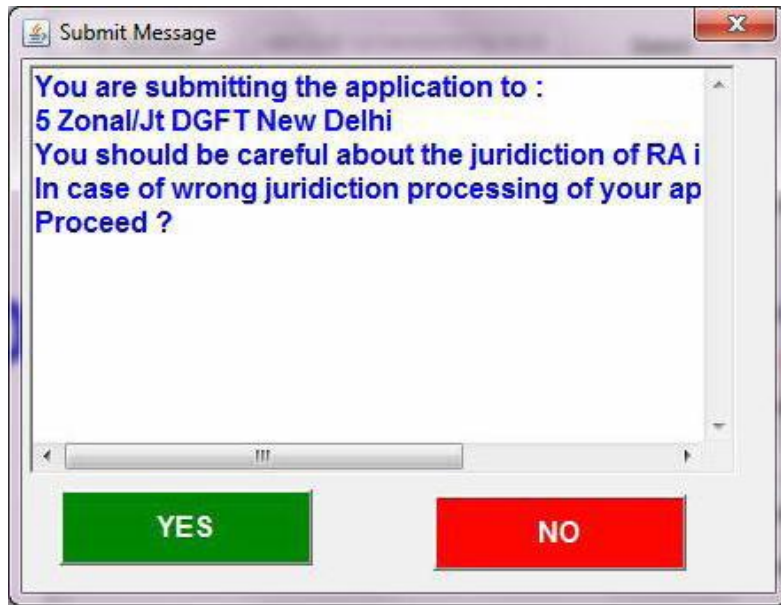 Submit Message
You are submitting the application to :
5 Zonal/Jt DGFT New Delhi
You should be careful about the juridiction of RA i
In case of wrong juridiction processing of your ap
Proceed ?
YES
NO